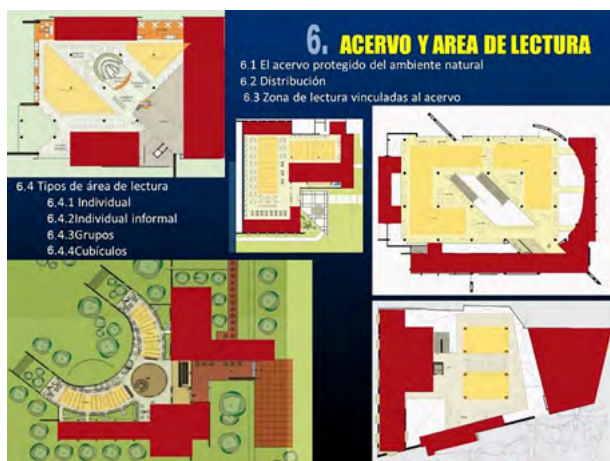 6. ACERVO Y AREA DE LECTURA
6.1 El acervo protegido del ambiente natural
6.2 Distribución
6.3 Zona de lectura vinculadas al acervo
6.4 Tipos de área de lectura
6.4.1 Individual
6.4.2Individual informal
6.4.3Grupos
6.4.4Cubículos